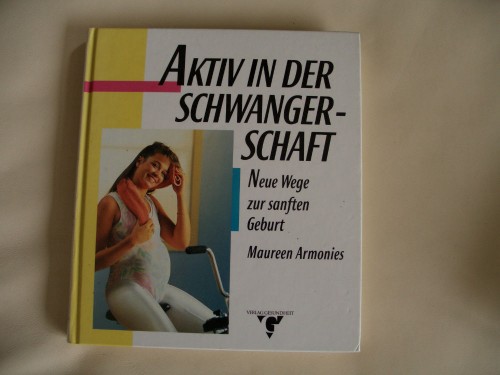 AKTIV IN DER
SCHWANGER-
SCHAFT
Neue Wege
zur sanften
Geburt
Maureen Armonies
VERLAG GESUNDHEIT